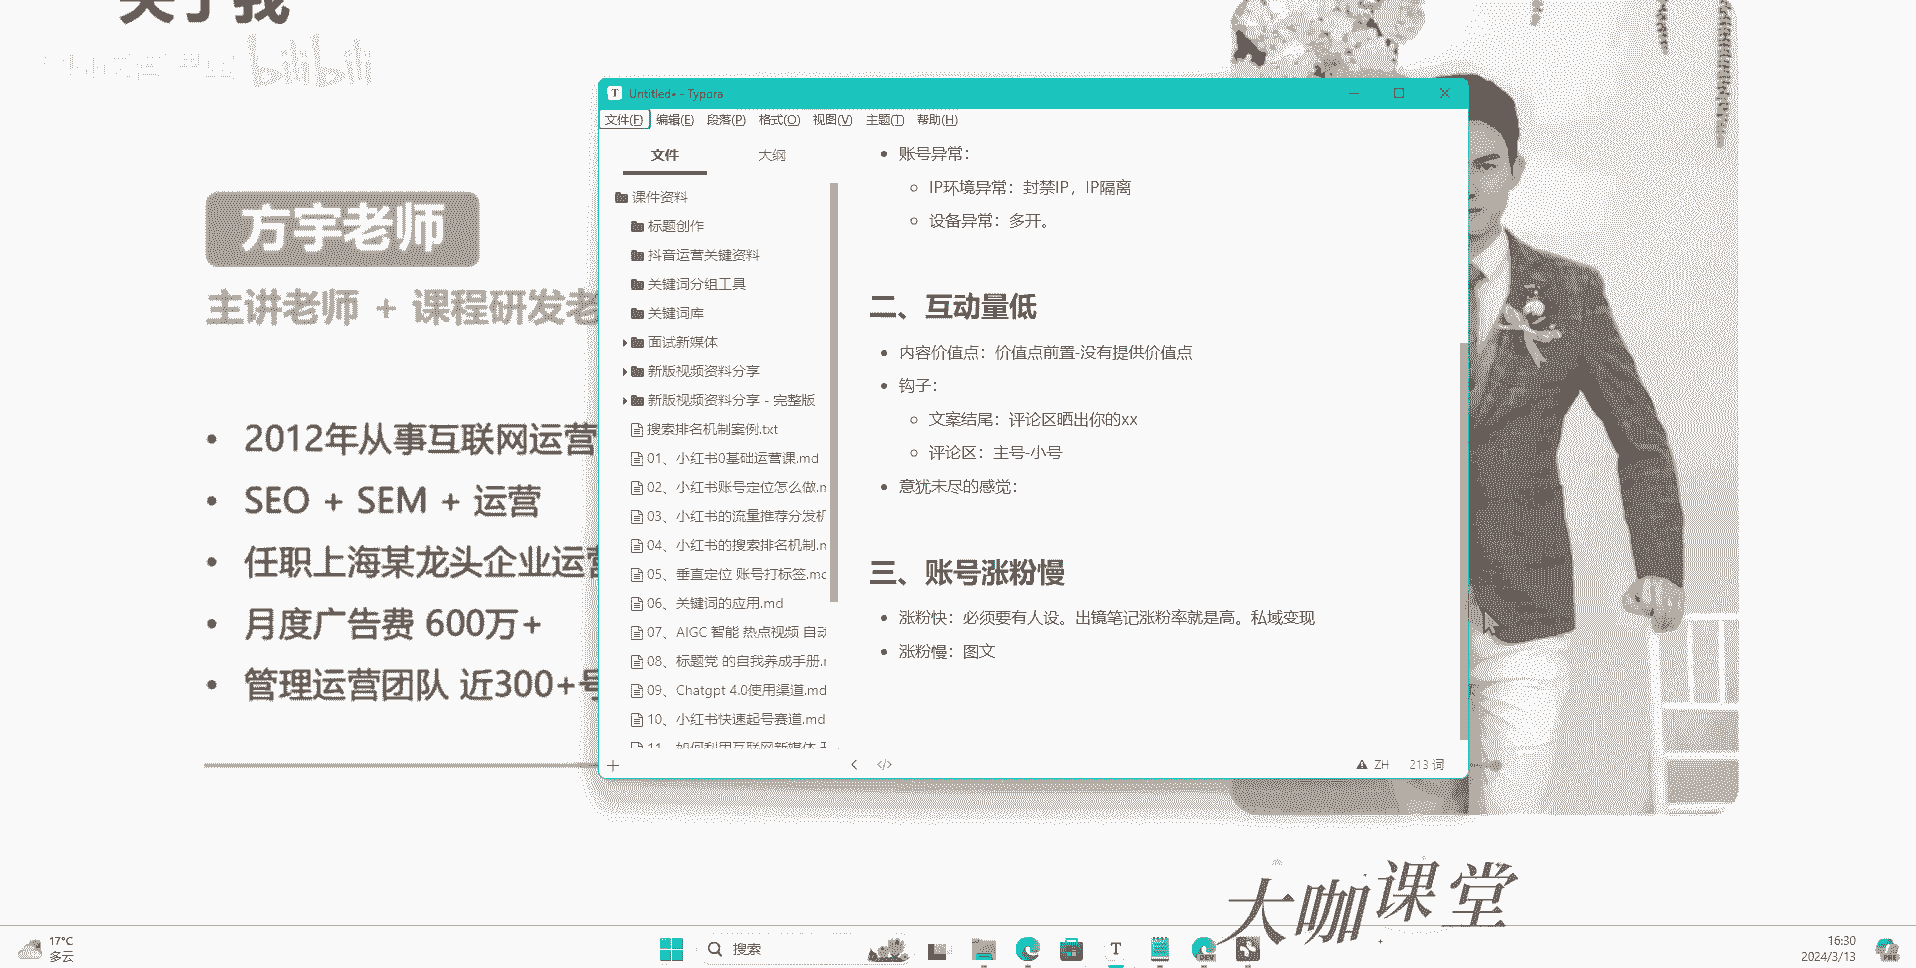 关于我
bilibili
方宇老师
主讲老师 + 课程研发老
2012年从事互联网运营
SEO + SEM + 运营
任职上海某龙头企业运营
月度广告费 600万+
管理运营团队 近300+号
Untitled• - Typora
文件(F) 编辑(E) 段落(P) 格式(O) 视图(V) 主题(T) 帮助(H)
文件 大纲
课件资料
标题创作
抖音运营关键资料
关键词分组工具
关键词库
面试新媒体
新版视频资料分享
新版视频资料分享 - 完整版
搜索排名机制案例.txt
01、小红书0基础运营课.md
02、小红书账号定位怎么做.m
03、小红书的流量推荐分发机
04、小红书的搜索排名机制.m
05、垂直定位 账号打标签.md
06、关键词的应用.md
07、AIGC 智能 热点视频 自动
08、标题党 的自我养成手册.m
09、Chatgpt 4.0使用渠道.md
10、小红书快速起号赛道.md
11、如何利用互联网新媒体
账号异常：
IP环境异常：封禁IP，IP隔离
设备异常：多开。
二、互动量低
内容价值点：价值点前置-没有提供价值点
钩子：
文案结尾：评论区晒出你的xx
评论区：主号-小号
意犹未尽的感觉：
三、账号涨粉慢
涨粉快：必须要有人设。出镜笔记涨粉率就是高。私域变现
涨粉慢：图文
ZH 213 词
大咖课堂
17°C
多云
搜索
T
DEV
16:30
2024/3/13
PRE